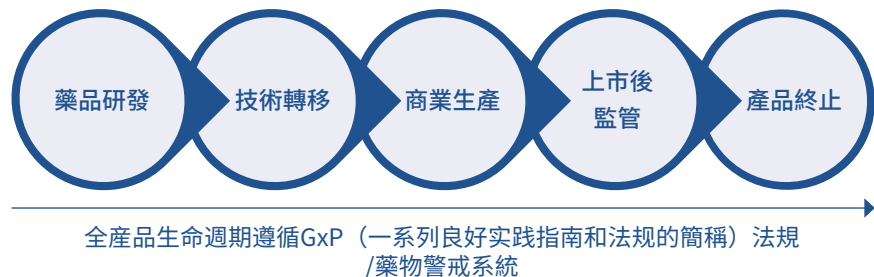 藥品研發
技術轉移
商業生產
上市後
監管
產品終止
全産品生命週期遵循GxP（一系列良好实践指南和法规的簡稱）法規
/藥物警戒系統